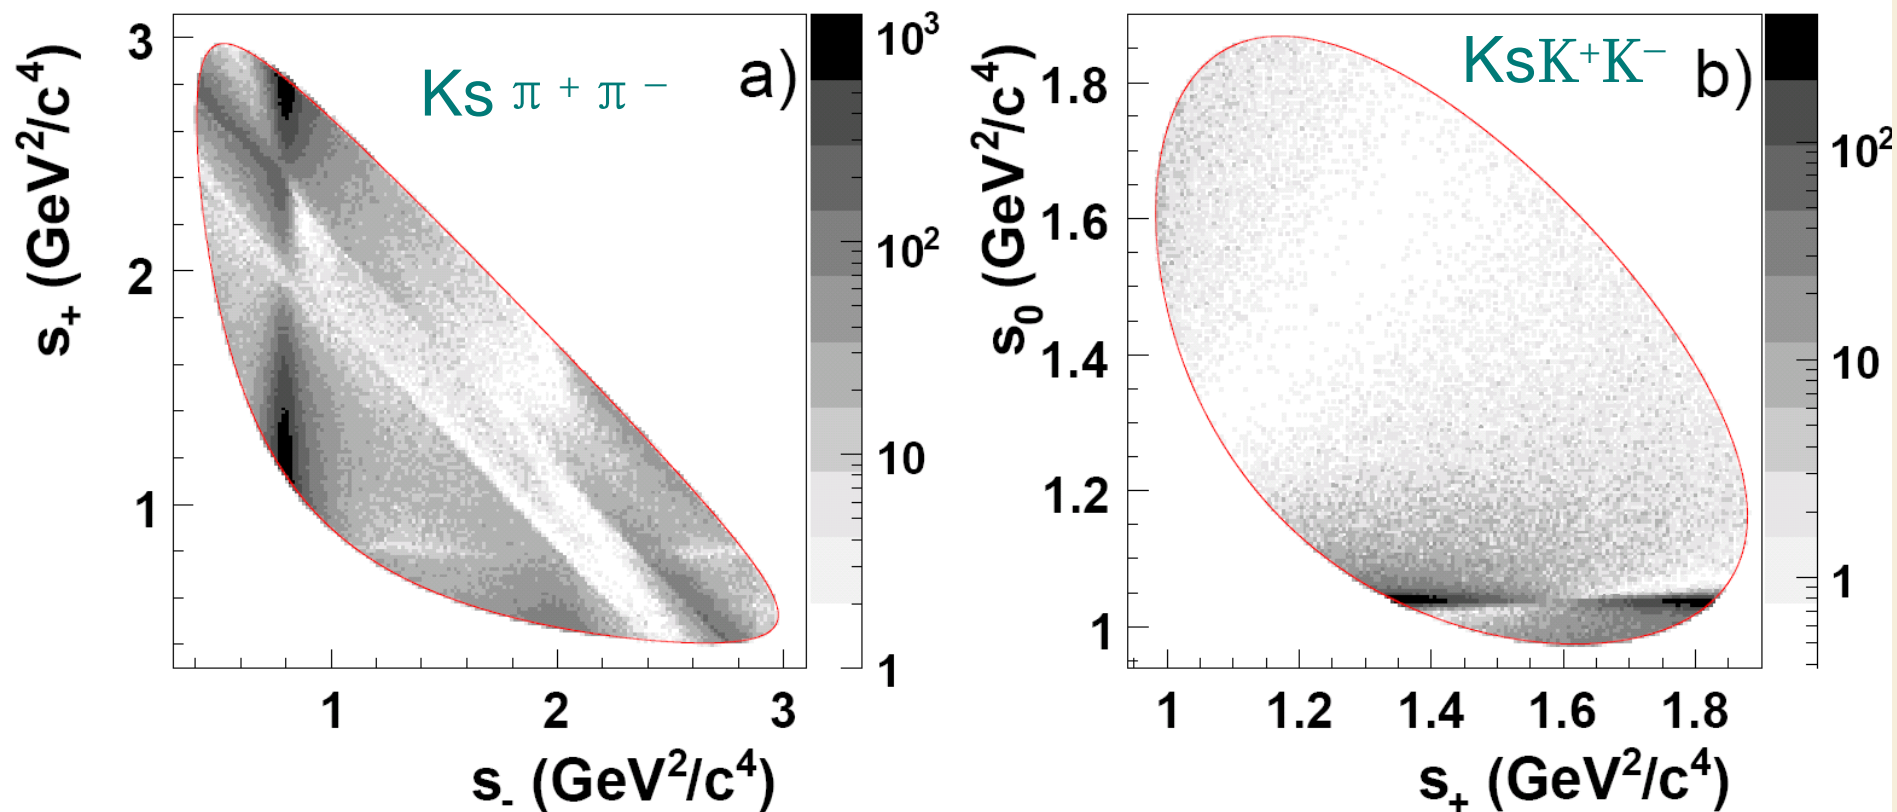 a)
Ks π + π −
s₊ (GeV²/c⁴)
3
2
1
1
2
3
s₋ (GeV²/c⁴)
10³
10²
10
1
b)
KsK⁺K⁻
s₀ (GeV²/c⁴)
1.8
1.6
1.4
1.2
1
1
1.2
1.4
1.6
1.8
s₊ (GeV²/c⁴)
10²
10
1